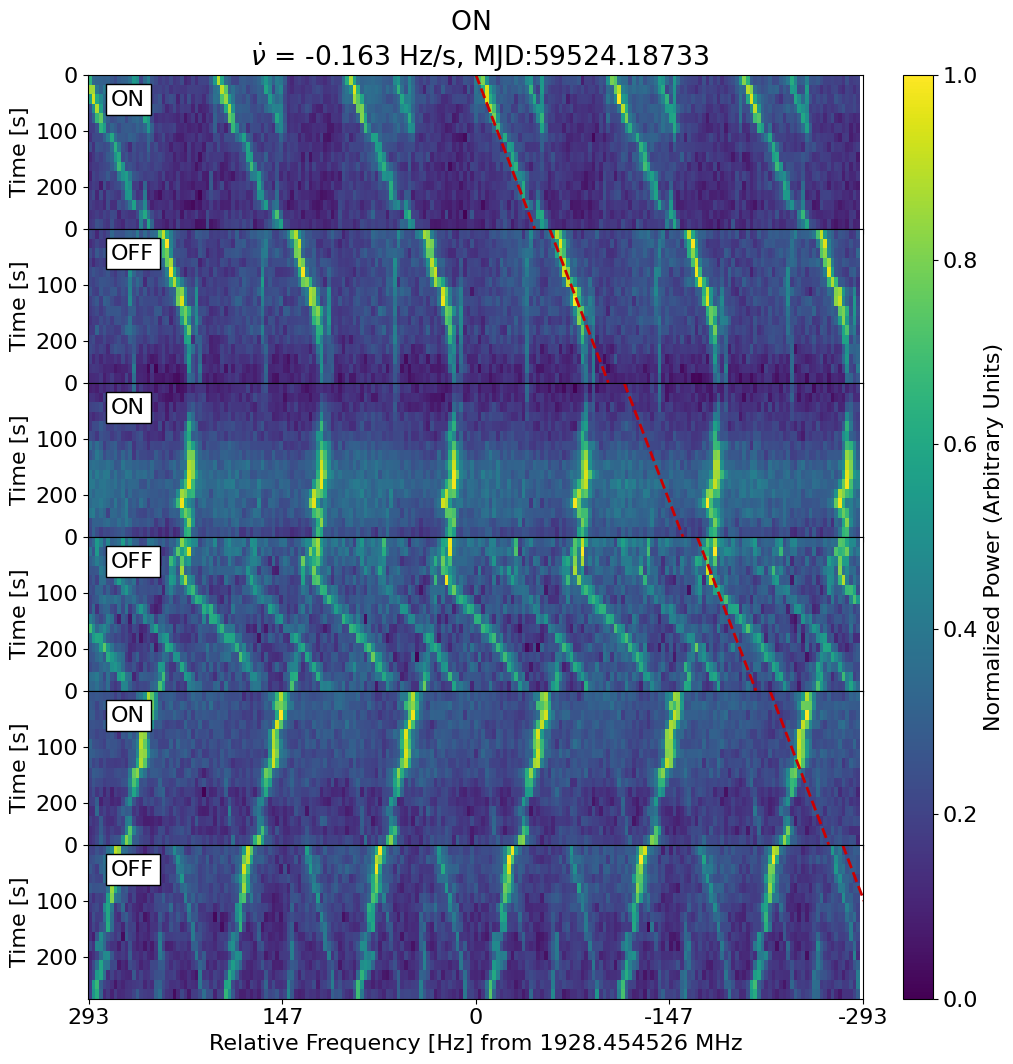 ON
ν̇ = -0.163 Hz/s, MJD:59524.18733
0
ON
100
Time [s]
200
0
OFF
100
Time [s]
200
0
ON
100
Time [s]
200
0
OFF
100
Time [s]
200
0
ON
100
Time [s]
200
0
OFF
100
Time [s]
200
293 147 0 -147 -293
Relative Frequency [Hz] from 1928.454526 MHz
1.0
0.8
0.6
0.4
0.2
0.0
Normalized Power (Arbitrary Units)